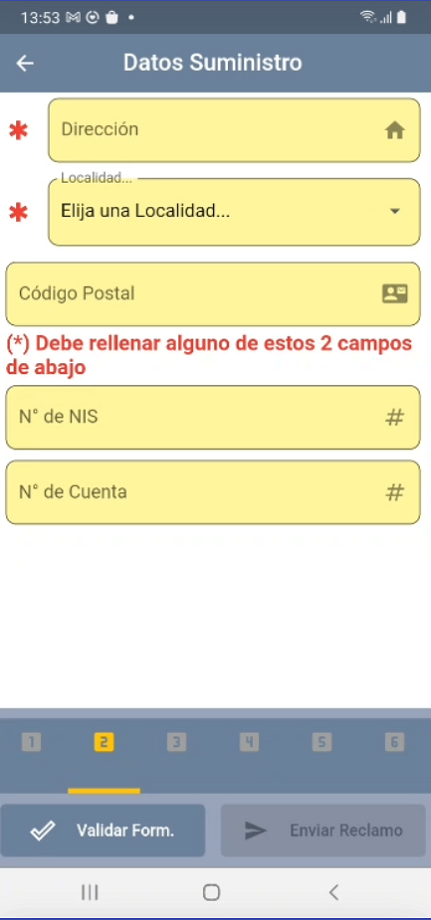 13:53
Datos Suministro
Dirección
Localidad...
Elija una Localidad...
Código Postal
(*) Debe rellenar alguno de estos 2 campos
de abajo
N° de NIS
N° de Cuenta
1 2 3 4 5 6
Validar Form. Enviar Reclamo